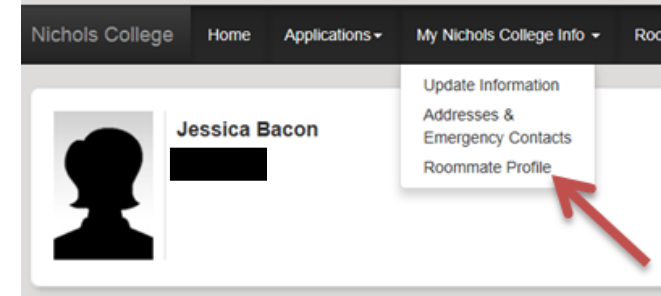 Nichols College Home Applications My Nichols College Info
Update Information
Addresses &
Emergency Contacts
Roommate Profile
Jessica Bacon